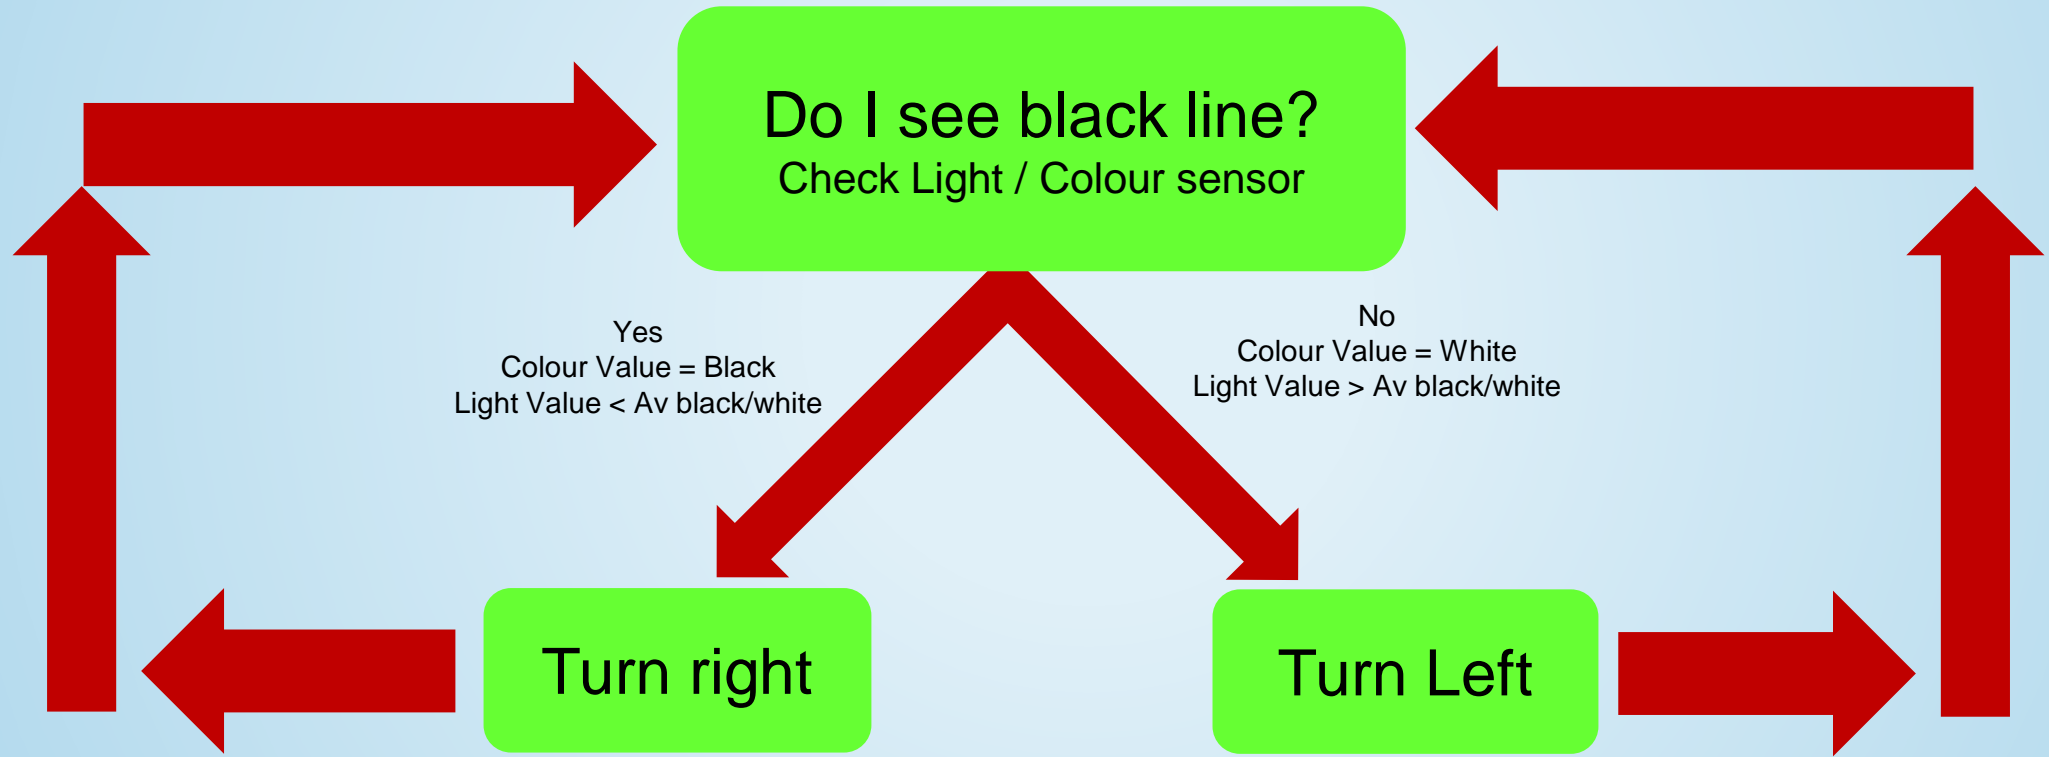 Do I see black line?
Check Light / Colour sensor
Yes
Colour Value = Black
Light Value < Av black/white
No
Colour Value = White
Light Value > Av black/white
Turn right
Turn Left